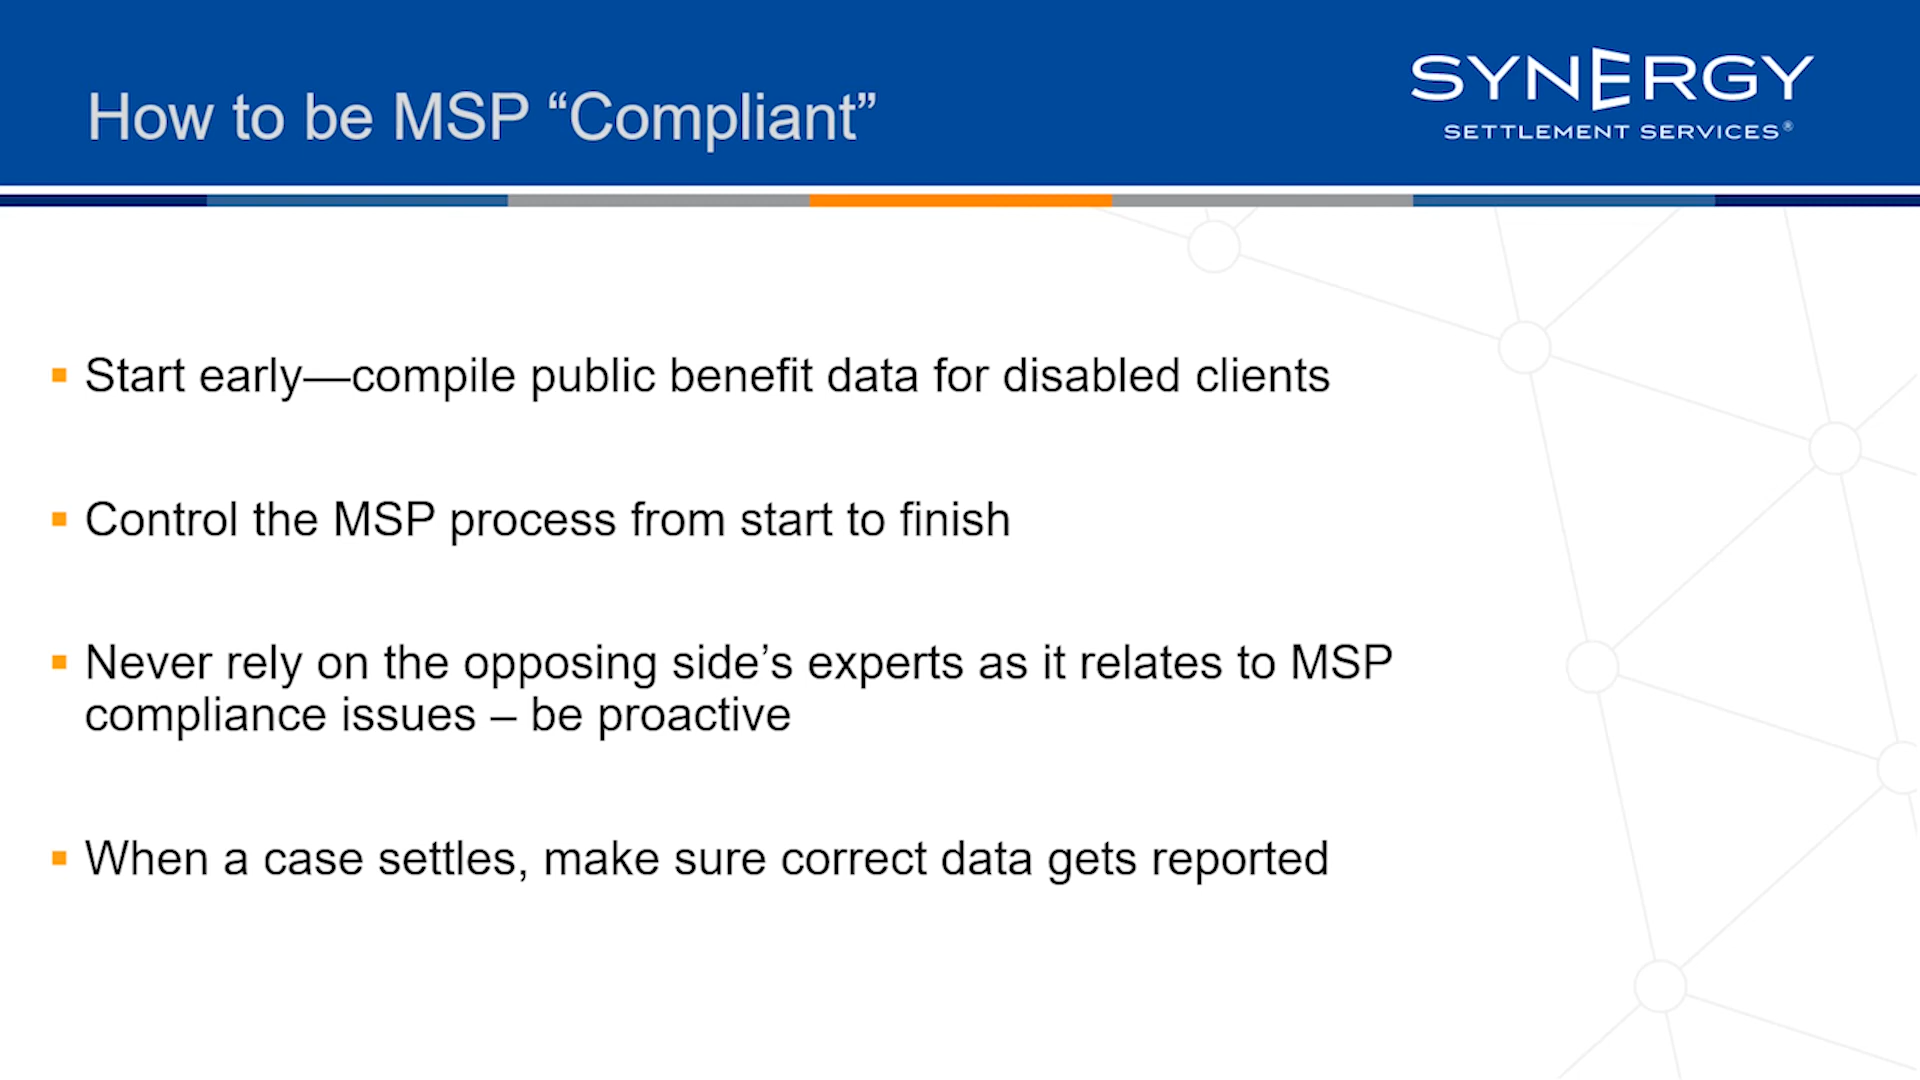 How to be MSP “Compliant”
SYNERGY
SETTLEMENT SERVICES®
▪ Start early—compile public benefit data for disabled clients
▪ Control the MSP process from start to finish
▪ Never rely on the opposing side’s experts as it relates to MSP
compliance issues – be proactive
▪ When a case settles, make sure correct data gets reported